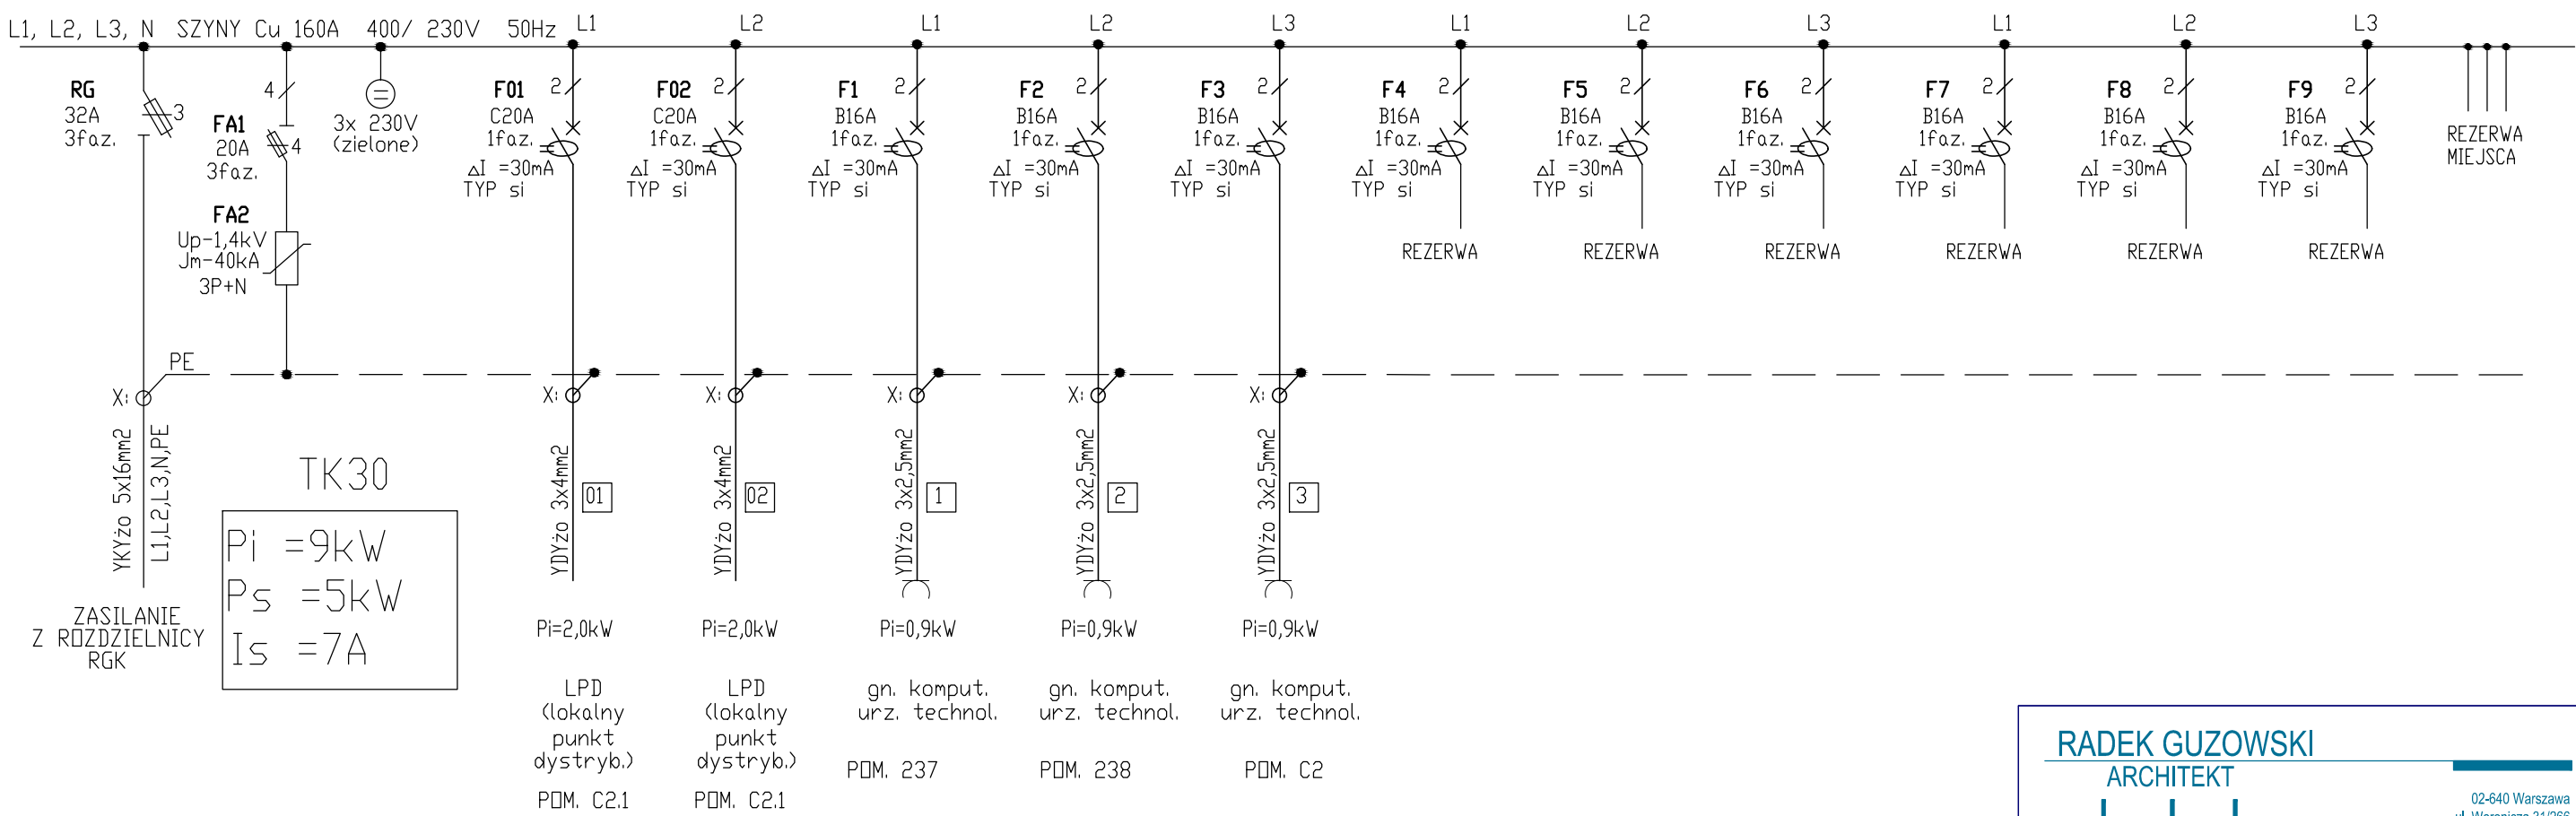 L1, L2, L3, N SZYNY Cu 160A 400/ 230V 50Hz
L1
L2
L1
L2
L3
L1
L2
L3
L1
L2
L3
RG
32A
3faz.
3
4
FA1
20A
3faz.
4
FA2
Up-1,4kV
Jm-40kA
3P+N
3x 230V
(zielone)
F01
2
C20A
1faz.
ΔI =30mA
TYP si
F02
2
C20A
1faz.
ΔI =30mA
TYP si
F1
2
B16A
1faz.
ΔI =30mA
TYP si
F2
2
B16A
1faz.
ΔI =30mA
TYP si
F3
2
B16A
1faz.
ΔI =30mA
TYP si
F4
2
B16A
1faz.
ΔI =30mA
TYP si
REZERWA
F5
2
B16A
1faz.
ΔI =30mA
TYP si
REZERWA
F6
2
B16A
1faz.
ΔI =30mA
TYP si
REZERWA
F7
2
B16A
1faz.
ΔI =30mA
TYP si
REZERWA
F8
2
B16A
1faz.
ΔI =30mA
TYP si
REZERWA
F9
2
B16A
1faz.
ΔI =30mA
TYP si
REZERWA
REZERWA
MIEJSCA
PE
X:
X:
X:
X:
X:
X:
YKYżo 5x16mm2
L1,L2,L3,N,PE
ZASILANIE
Z ROZDZIELNICY
RGK
TK30
Pi =9kW
Ps =5kW
Is =7A
YDYżo 3x4mm2
01
Pi=2,0kW
LPD
(lokalny
punkt
dystryb.)
POM. C2.1
YDYżo 3x4mm2
02
Pi=2,0kW
LPD
(lokalny
punkt
dystryb.)
POM. C2.1
YDYżo 3x2,5mm2
1
Pi=0,9kW
gn. komput.
urz. technol.
POM. 237
YDYżo 3x2,5mm2
2
Pi=0,9kW
gn. komput.
urz. technol.
POM. 238
YDYżo 3x2,5mm2
3
Pi=0,9kW
gn. komput.
urz. technol.
POM. C2
RADEK GUZOWSKI
ARCHITEKT
02-640 Warszawa